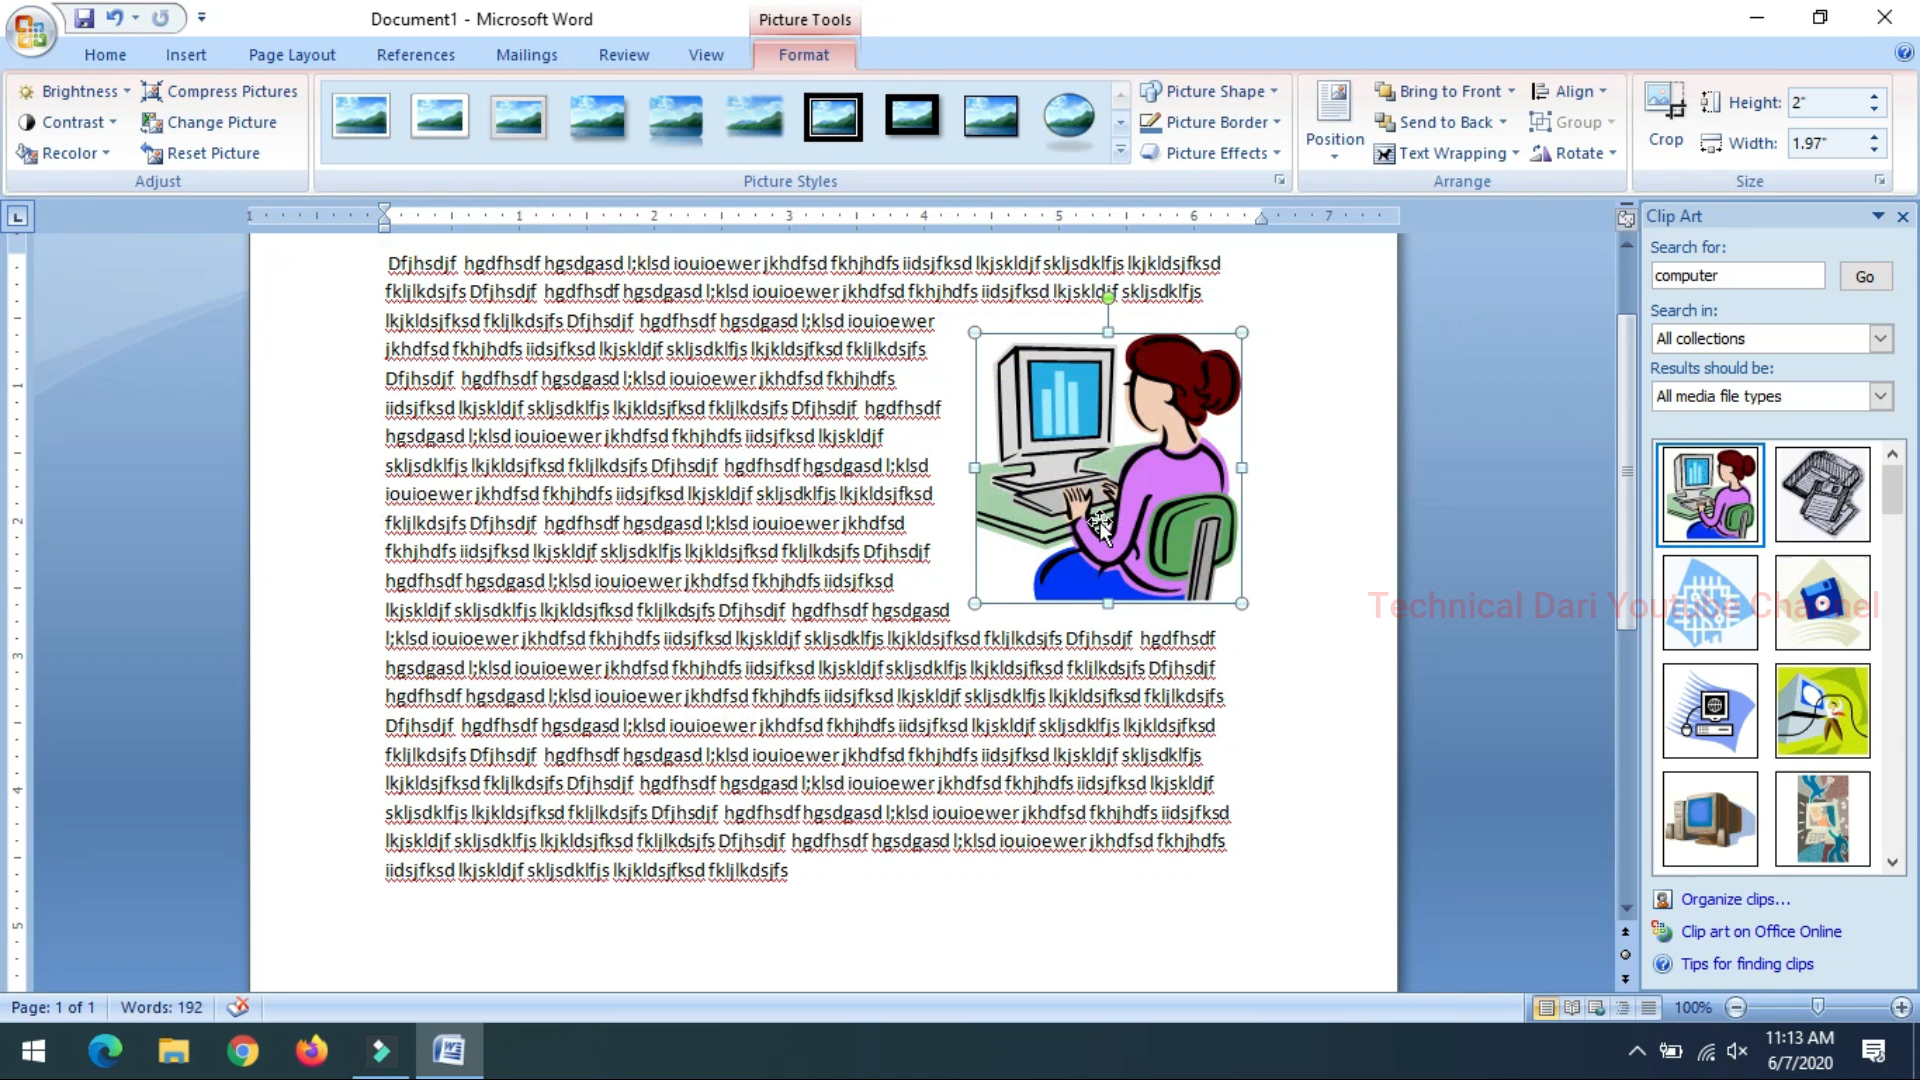 Document1 - Microsoft Word
Picture Tools
Home Insert Page Layout References Mailings Review View Format
Brightness Compress Pictures
Contrast Change Picture
Recolor Reset Picture
Adjust
Picture Styles
Picture Shape
Picture Border
Picture Effects
Position
Bring to Front Align
Send to Back Group
Text Wrapping Rotate
Arrange
Crop
Height: 2"
Width: 1.97"
Size
1 1 2 3 4 5 6 7
1
2
3
4
5
Dfjhsdjf hgdfhsdf hgsdgasd l;klsd iouioewer jkhdfsd fkhjhdfs iidsjfksd lkjskldjf skljsdklfjs lkjkldsjfksd
fkljlkdsjfs Dfjhsdjf hgdfhsdf hgsdgasd l;klsd iouioewer jkhdfsd fkhjhdfs iidsjfksd lkjskldjf skljsdklfjs
lkjkldsjfksd fkljlkdsjfs Dfjhsdjf hgdfhsdf hgsdgasd l;klsd iouioewer
jkhdfsd fkhjhdfs iidsjfksd lkjskldjf skljsdklfjs lkjkldsjfksd fkljlkdsjfs
Dfjhsdjf hgdfhsdf hgsdgasd l;klsd iouioewer jkhdfsd fkhjhdfs
iidsjfksd lkjskldjf skljsdklfjs lkjkldsjfksd fkljlkdsjfs Dfjhsdjf hgdfhsdf
hgsdgasd l;klsd iouioewer jkhdfsd fkhjhdfs iidsjfksd lkjskldjf
skljsdklfjs lkjkldsjfksd fkljlkdsjfs Dfjhsdjf hgdfhsdf hgsdgasd l;klsd
iouioewer jkhdfsd fkhjhdfs iidsjfksd lkjskldjf skljsdklfjs lkjkldsjfksd
fkljlkdsjfs Dfjhsdjf hgdfhsdf hgsdgasd l;klsd iouioewer jkhdfsd
fkhjhdfs iidsjfksd lkjskldjf skljsdklfjs lkjkldsjfksd fkljlkdsjfs Dfjhsdjf
hgdfhsdf hgsdgasd l;klsd iouioewer jkhdfsd fkhjhdfs iidsjfksd
lkjskldjf skljsdklfjs lkjkldsjfksd fkljlkdsjfs Dfjhsdjf hgdfhsdf hgsdgasd
l;klsd iouioewer jkhdfsd fkhjhdfs iidsjfksd lkjskldjf skljsdklfjs lkjkldsjfksd fkljlkdsjfs Dfjhsdjf hgdfhsdf
hgsdgasd l;klsd iouioewer jkhdfsd fkhjhdfs iidsjfksd lkjskldjf skljsdklfjs lkjkldsjfksd fkljlkdsjfs Dfjhsdjf
hgdfhsdf hgsdgasd l;klsd iouioewer jkhdfsd fkhjhdfs iidsjfksd lkjskldjf skljsdklfjs lkjkldsjfksd fkljlkdsjfs
Dfjhsdjf hgdfhsdf hgsdgasd l;klsd iouioewer jkhdfsd fkhjhdfs iidsjfksd lkjskldjf skljsdklfjs lkjkldsjfksd
fkljlkdsjfs Dfjhsdjf hgdfhsdf hgsdgasd l;klsd iouioewer jkhdfsd fkhjhdfs iidsjfksd lkjskldjf skljsdklfjs
lkjkldsjfksd fkljlkdsjfs Dfjhsdjf hgdfhsdf hgsdgasd l;klsd iouioewer jkhdfsd fkhjhdfs iidsjfksd lkjskldjf
skljsdklfjs lkjkldsjfksd fkljlkdsjfs Dfjhsdjf hgdfhsdf hgsdgasd l;klsd iouioewer jkhdfsd fkhjhdfs iidsjfksd
lkjskldjf skljsdklfjs lkjkldsjfksd fkljlkdsjfs Dfjhsdjf hgdfhsdf hgsdgasd l;klsd iouioewer jkhdfsd fkhjhdfs
iidsjfksd lkjskldjf skljsdklfjs lkjkldsjfksd fkljlkdsjfs
Clip Art
Search for:
computer Go
Search in:
All collections
Results should be:
All media file types
Technical Dari Youtube Channel
Organize clips...
Clip art on Office Online
Tips for finding clips
Page: 1 of 1 Words: 192 100%
11:13 AM
6/7/2020